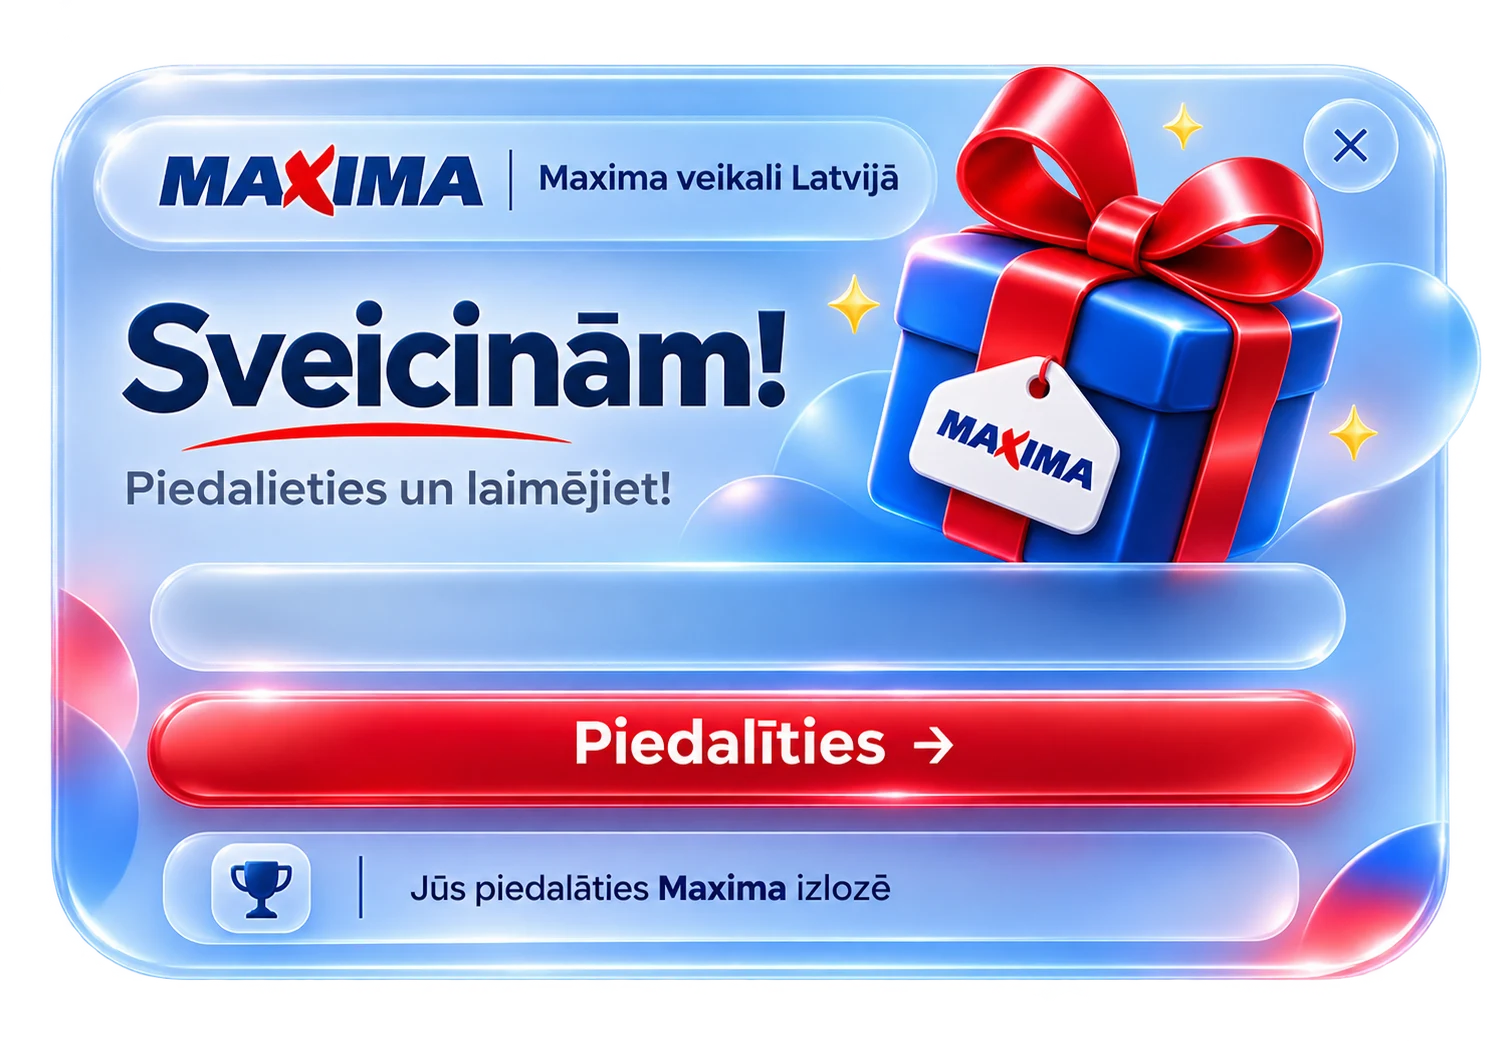 MAXIMA | Maxima veikali Latvijā
Sveicinām!
Piedalieties un laimējiet!
MAXIMA
Piedalīties →
Jūs piedalāties Maxima izlozē